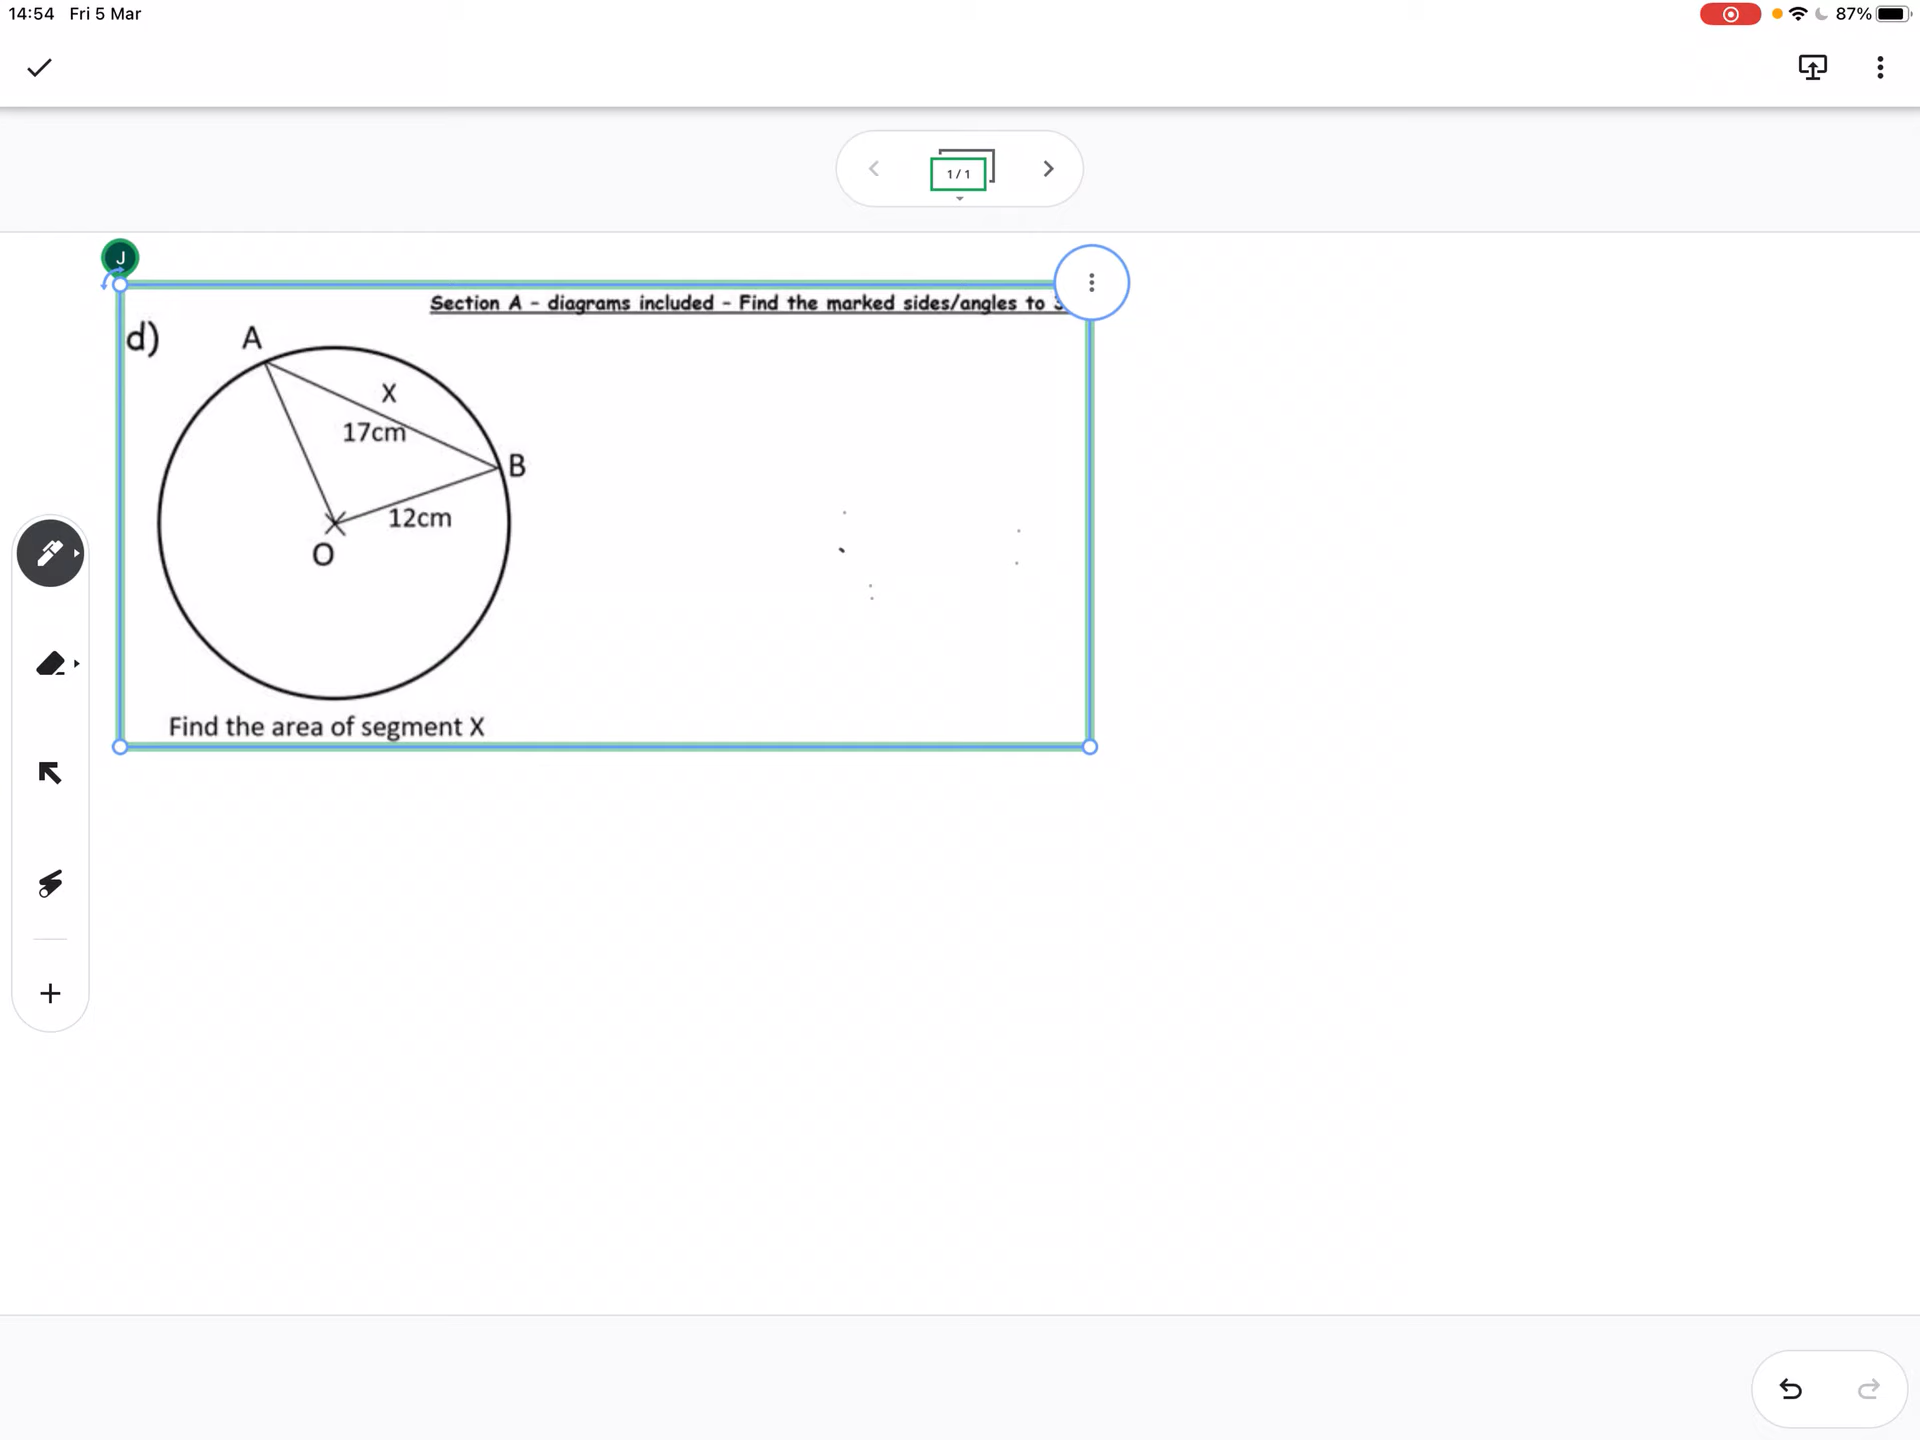 14:54 Fri 5 Mar
87%
1/1
J
Section A - diagrams included - Find the marked sides/angles to
d)
A
X
17cm
B
12cm
O
Find the area of segment X